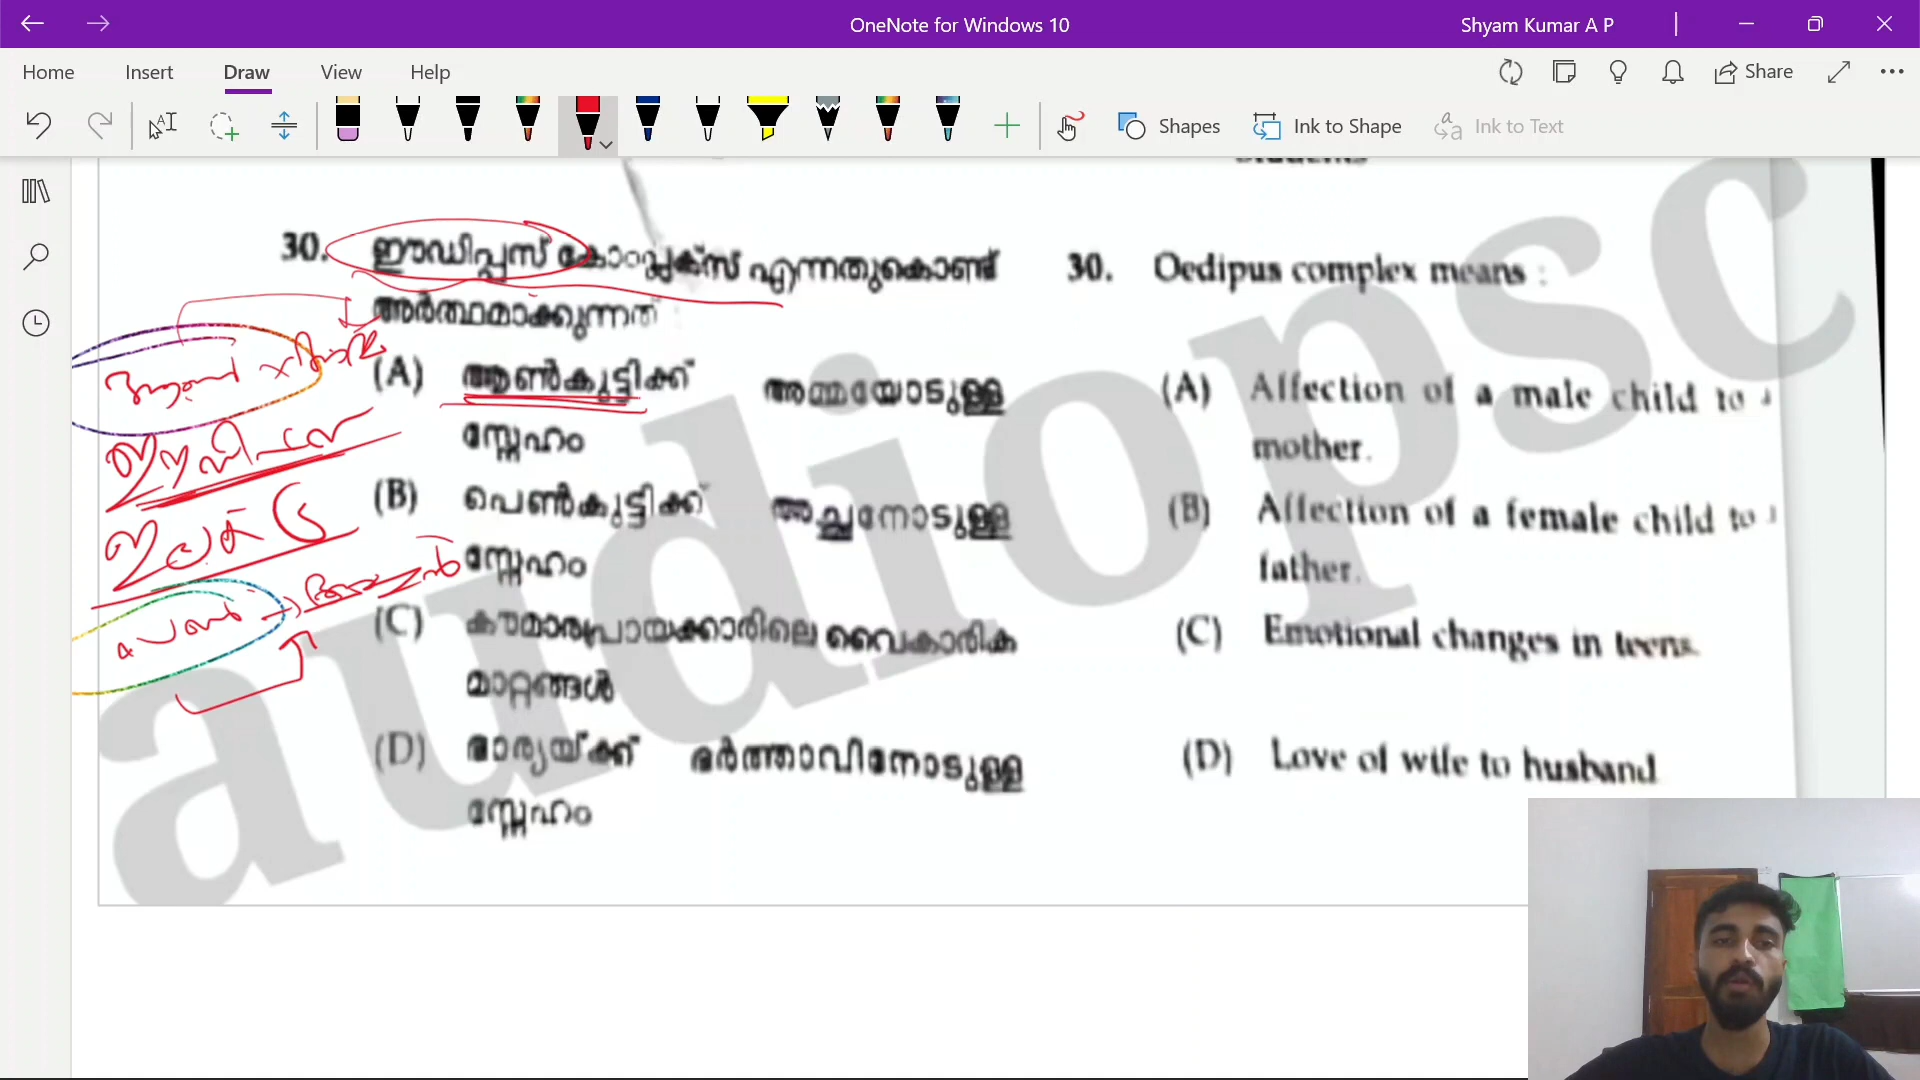 OneNote for Windows 10
Shyam Kumar A P
Home Insert Draw View Help
Share
Shapes
Ink to Shape
Ink to Text
Students
30. ഈഡിപ്പസ് കോംപ്ലക്സ് എന്നതുകൊണ്ട്
അർത്ഥമാക്കുന്നത്
(A) ആൺകുട്ടിക്ക് അമ്മയോടുള്ള
സ്നേഹം
(B) പെൺകുട്ടിക്ക് അച്ഛനോടുള്ള
സ്നേഹം
(C) കൗമാരപ്രായക്കാരിലെ വൈകാരിക
മാറ്റങ്ങൾ
(D) ഭാര്യയ്ക്ക് ഭർത്താവിനോടുള്ള
സ്നേഹം
30. Oedipus complex means :
(A) Affection of a male child to
mother.
(B) Affection of a female child to
father.
(C) Emotional changes in teens.
(D) Love of wife to husband
audiopsc